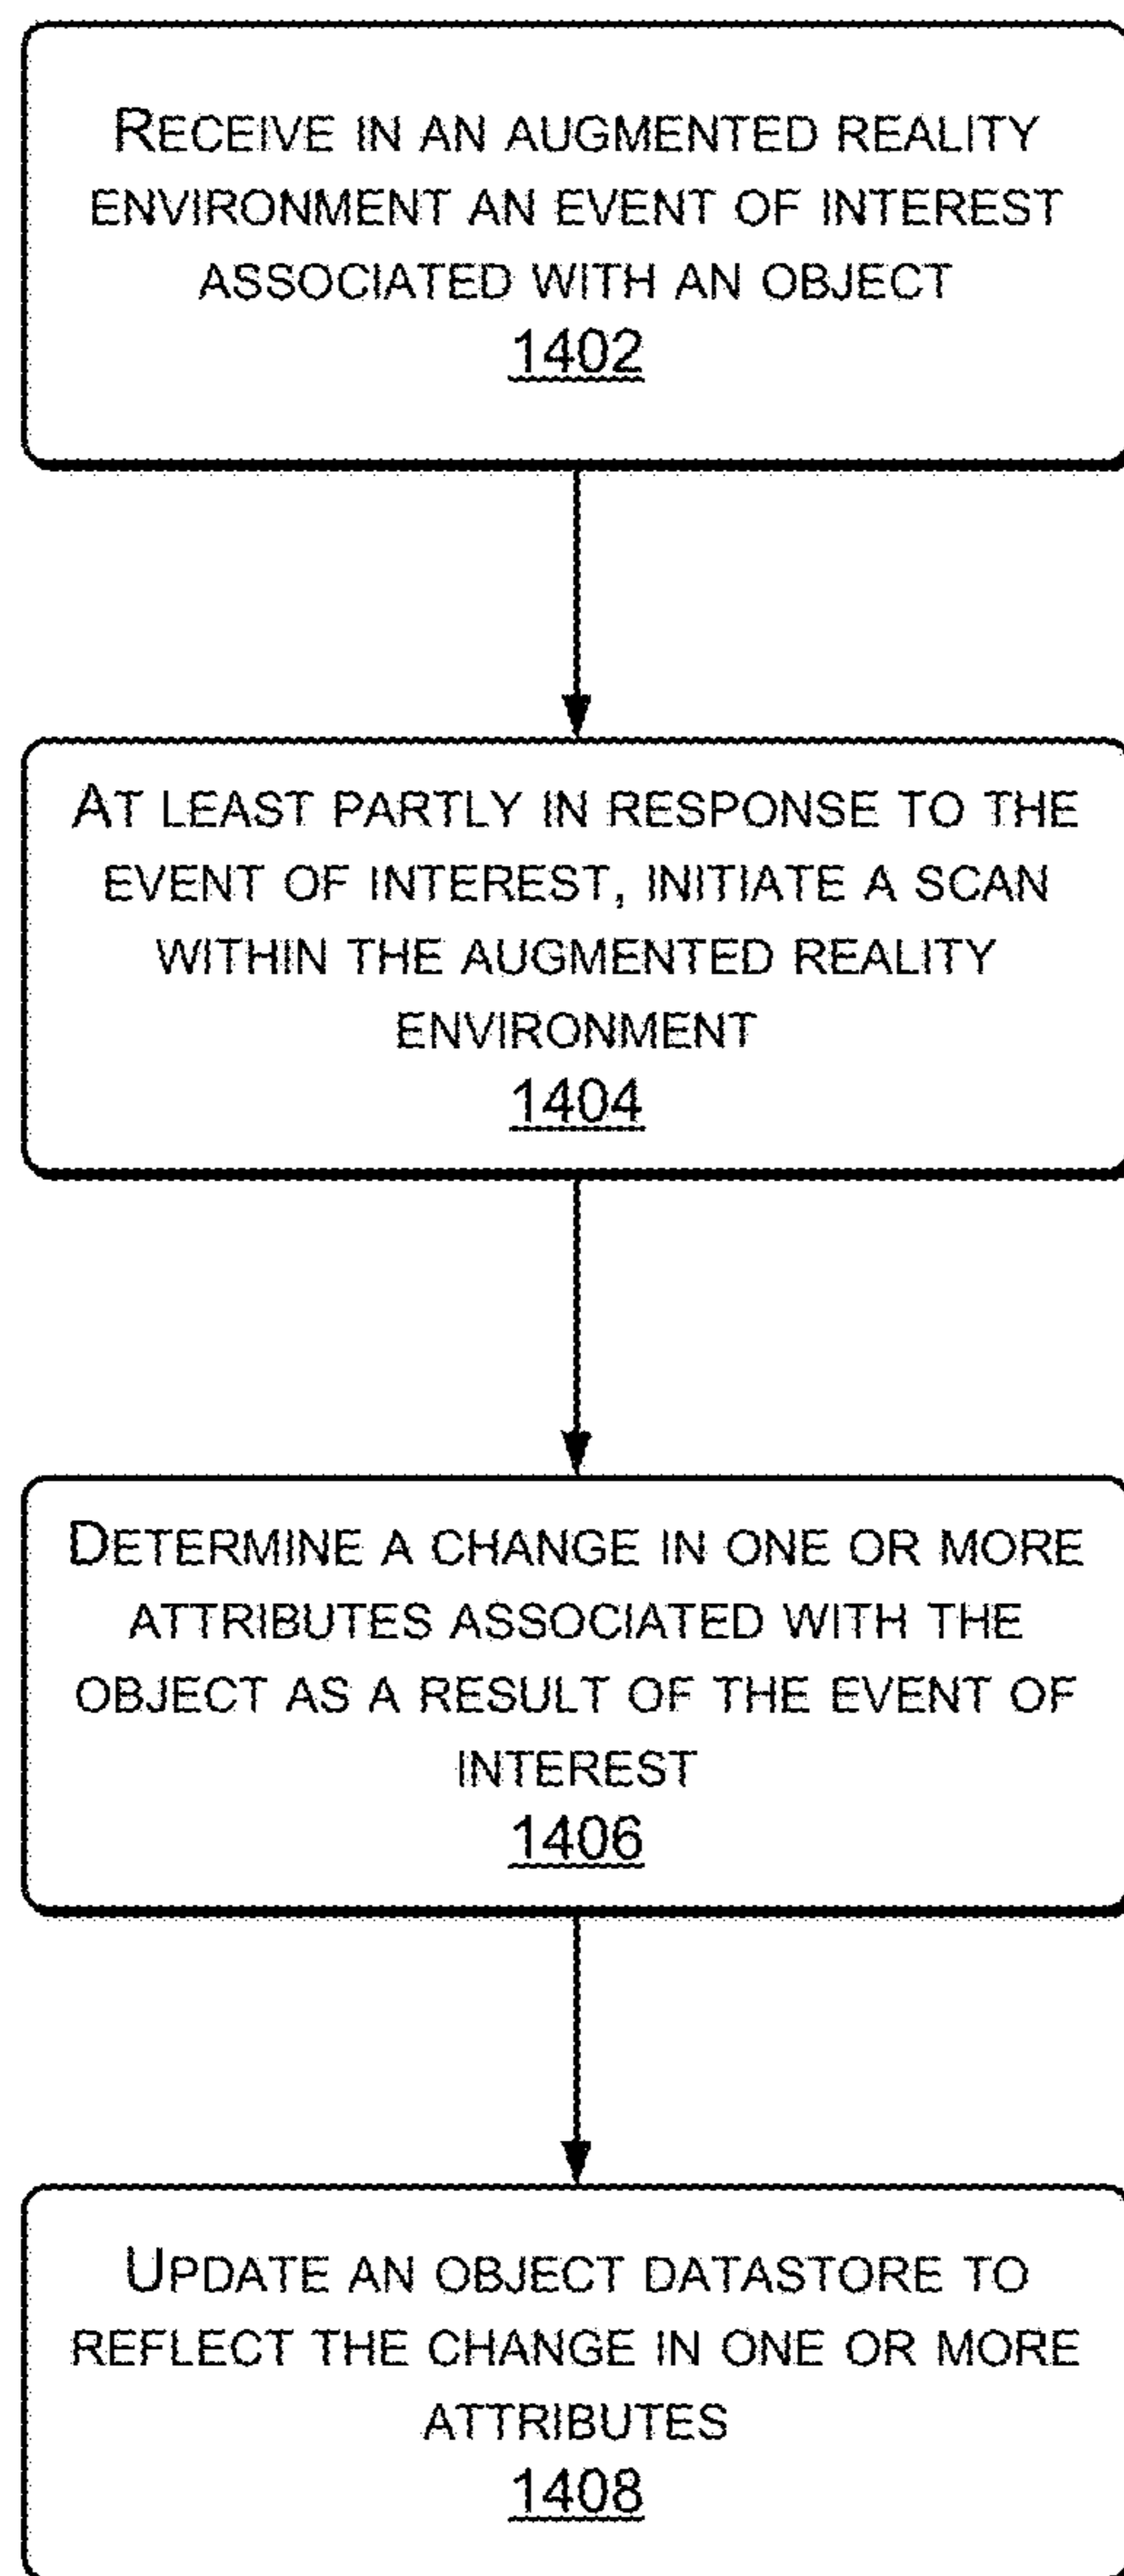 RECEIVE IN AN AUGMENTED REALITY
ENVIRONMENT AN EVENT OF INTEREST
ASSOCIATED WITH AN OBJECT
1402
AT LEAST PARTLY IN RESPONSE TO THE
EVENT OF INTEREST, INITIATE A SCAN
WITHIN THE AUGMENTED REALITY
ENVIRONMENT
1404
DETERMINE A CHANGE IN ONE OR MORE
ATTRIBUTES ASSOCIATED WITH THE
OBJECT AS A RESULT OF THE EVENT OF
INTEREST
1406
UPDATE AN OBJECT DATASTORE TO
REFLECT THE CHANGE IN ONE OR MORE
ATTRIBUTES
1408